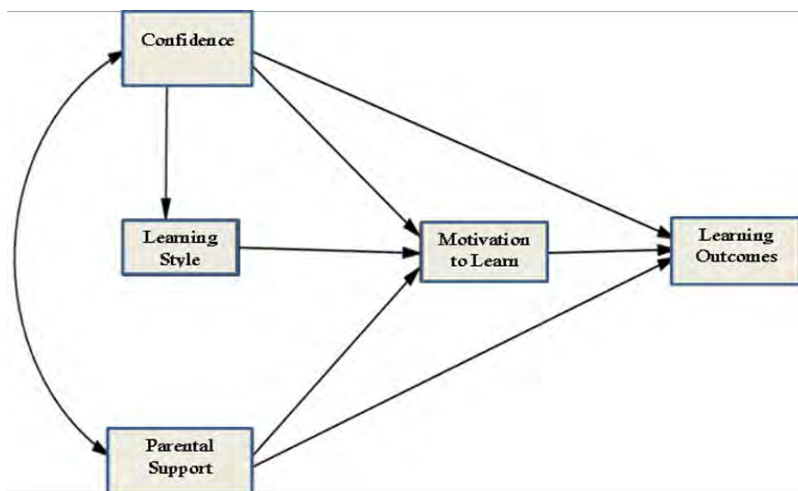 Confidence
Learning
Style
Motivation
to Learn
Learning
Outcomes
Parental
Support